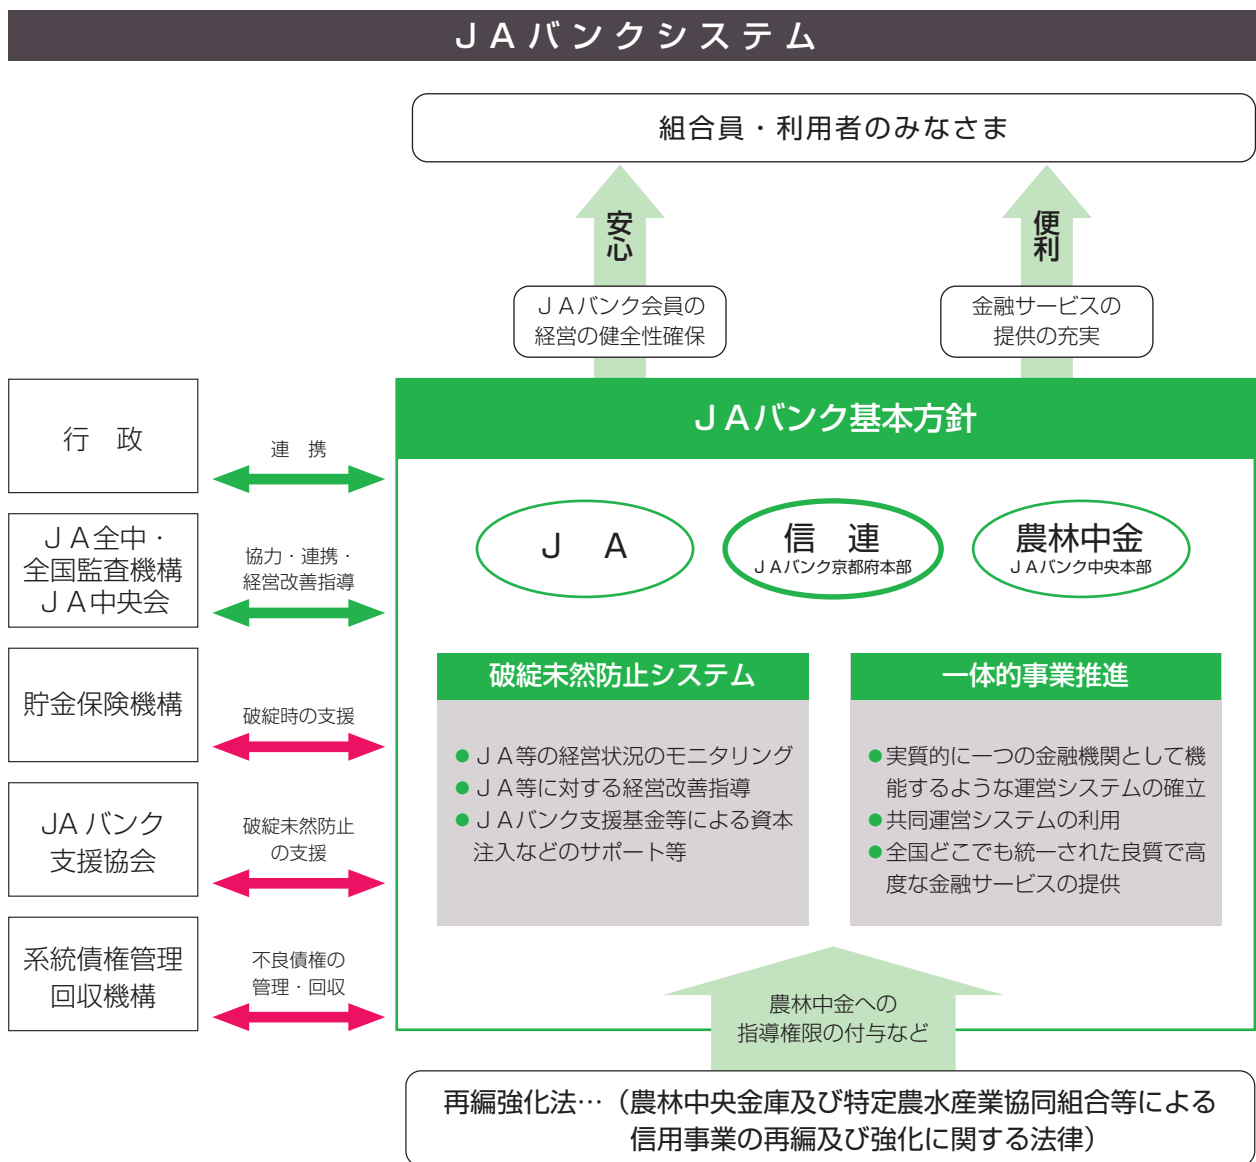 ＪＡバンクシステム
組合員・利用者のみなさま
安心
便利
ＪＡバンク会員の
経営の健全性確保
金融サービスの
提供の充実
行　政
連　携
ＪＡ全中・
全国監査機構
ＪＡ中央会
協力・連携・
経営改善指導
貯金保険機構
破綻時の支援
JAバンク
支援協会
破綻未然防止
の支援
系統債権管理
回収機構
不良債権の
管理・回収
ＪＡバンク基本方針
Ｊ　Ａ
信　連
ＪＡバンク京都府本部
農林中金
ＪＡバンク中央本部
破綻未然防止システム
●ＪＡ等の経営状況のモニタリング
●ＪＡ等に対する経営改善指導
●ＪＡバンク支援基金等による資本
注入などのサポート等
一体的事業推進
●実質的に一つの金融機関として機
能するような運営システムの確立
●共同運営システムの利用
●全国どこでも統一された良質で高
度な金融サービスの提供
農林中金への
指導権限の付与など
再編強化法…（農林中央金庫及び特定農水産業協同組合等による
信用事業の再編及び強化に関する法律）